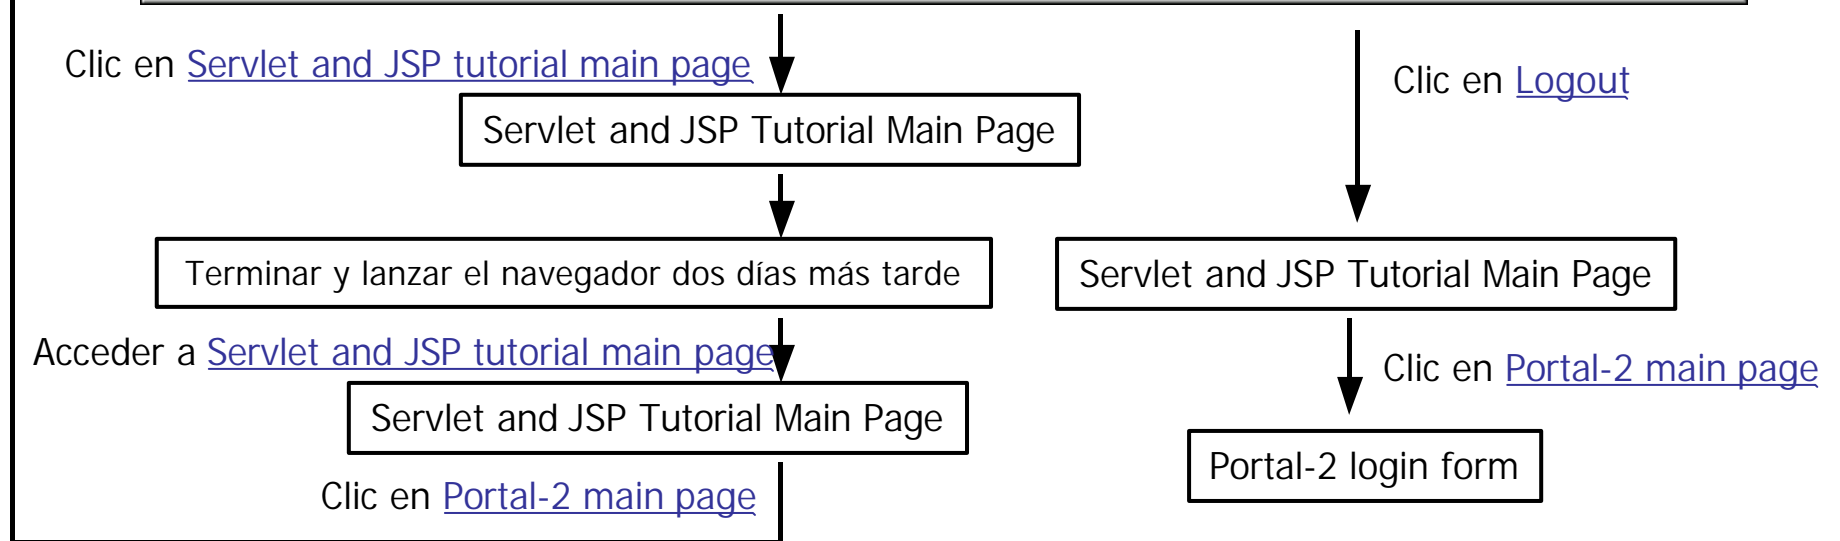 Clic en Servlet and JSP tutorial main page
Servlet and JSP Tutorial Main Page
Terminar y lanzar el navegador dos días más tarde
Acceder a Servlet and JSP tutorial main page
Servlet and JSP Tutorial Main Page
Clic en Portal-2 main page
Clic en Logout
Servlet and JSP Tutorial Main Page
Clic en Portal-2 main page
Portal-2 login form